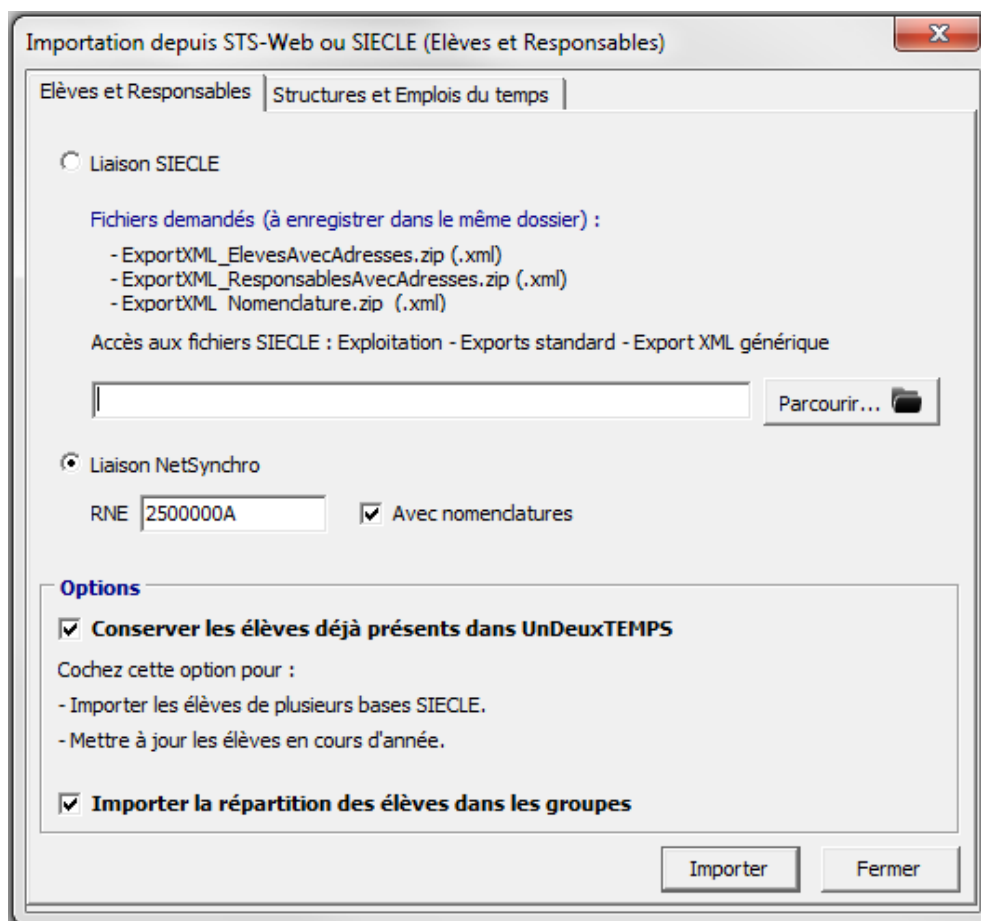 Importation depuis STS-Web ou SIECLE (Elèves et Responsables)
Elèves et Responsables
Structures et Emplois du temps
Liaison SIECLE
Fichiers demandés (à enregistrer dans le même dossier) :
- ExportXML_ElevesAvecAdresses.zip (.xml)
- ExportXML_ResponsablesAvecAdresses.zip (.xml)
- ExportXML_Nomenclature.zip (.xml)
Accès aux fichiers SIECLE : Exploitation - Exports standard - Export XML générique
Parcourir...
Liaison NetSynchro
RNE 2500000A Avec nomenclatures
Options
Conserver les élèves déjà présents dans UnDeuxTEMPS
Cochez cette option pour :
- Importer les élèves de plusieurs bases SIECLE.
- Mettre à jour les élèves en cours d'année.
Importer la répartition des élèves dans les groupes
Importer Fermer